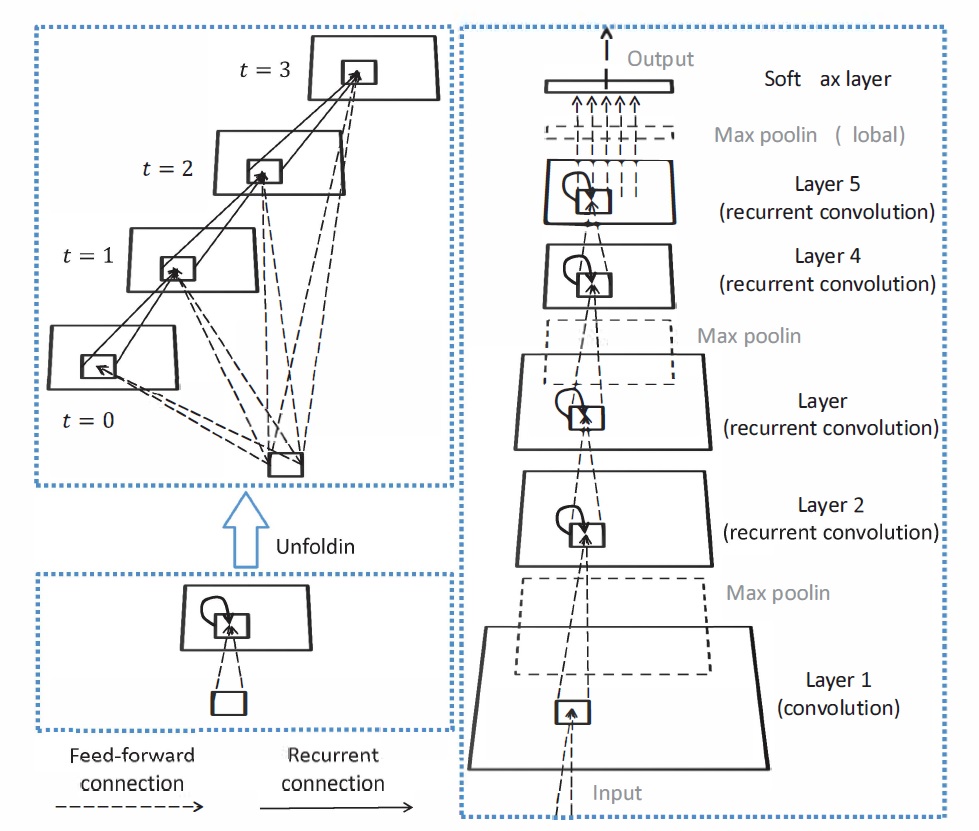 t = 3
t = 2
t = 1
t = 0
Unfoldin
Feed-forward
connection
Recurrent
connection
Output
Soft ax layer
Max poolin ( lobal)
Layer 5
(recurrent convolution)
Layer 4
(recurrent convolution)
Max poolin
Layer
(recurrent convolution)
Layer 2
(recurrent convolution)
Max poolin
Layer 1
(convolution)
Input